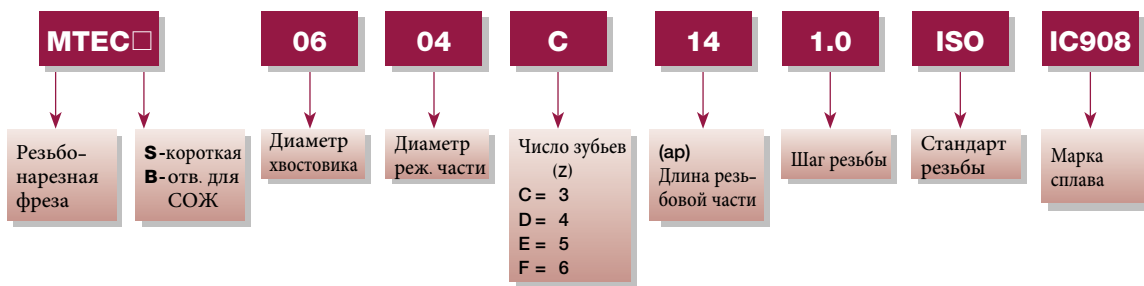 MTEC□ 06 04 C 14 1.0 ISO IC908
Резьбо-
нарезная
фреза
S-короткая
B-отв. для
СОЖ
Диаметр
хвостовика
Диаметр
реж. части
Число зубьев
(z)
C = 3
D = 4
E = 5
F = 6
(ap)
Длина резь-
бовой части
Шаг резьбы
Стандарт
резьбы
Марка
сплава